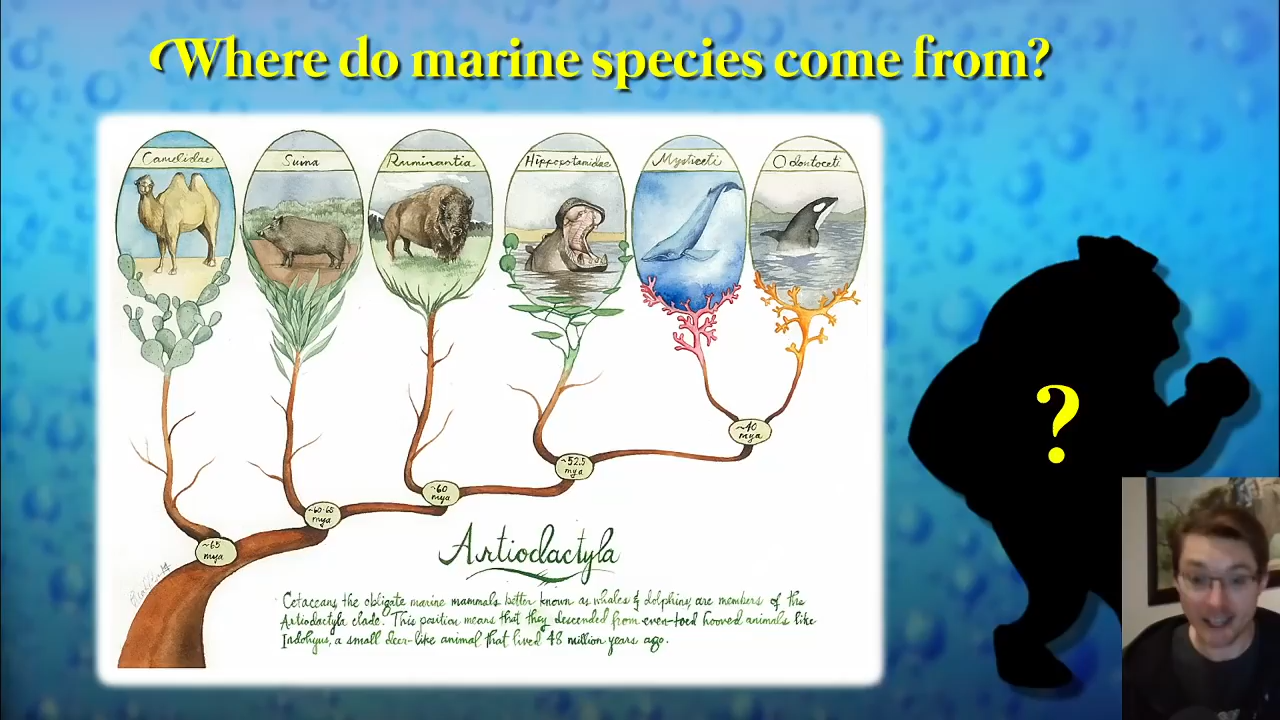 Where do marine species come from?
Camelidae
Suina
Ruminantia
Hippopotamidae
Mysticeti
Odontoceti
~40 mya
~52.5 mya
~60 mya
~60-65 mya
~65 mya
?
Artiodactyla
Cetaceans, the obligate marine mammals better known as whales & dolphins, are members of the
Artiodactyla clade. This position means that they descended from even-toed hooved animals like
Indohyus, a small deer-like animal that lived 48 million years ago.